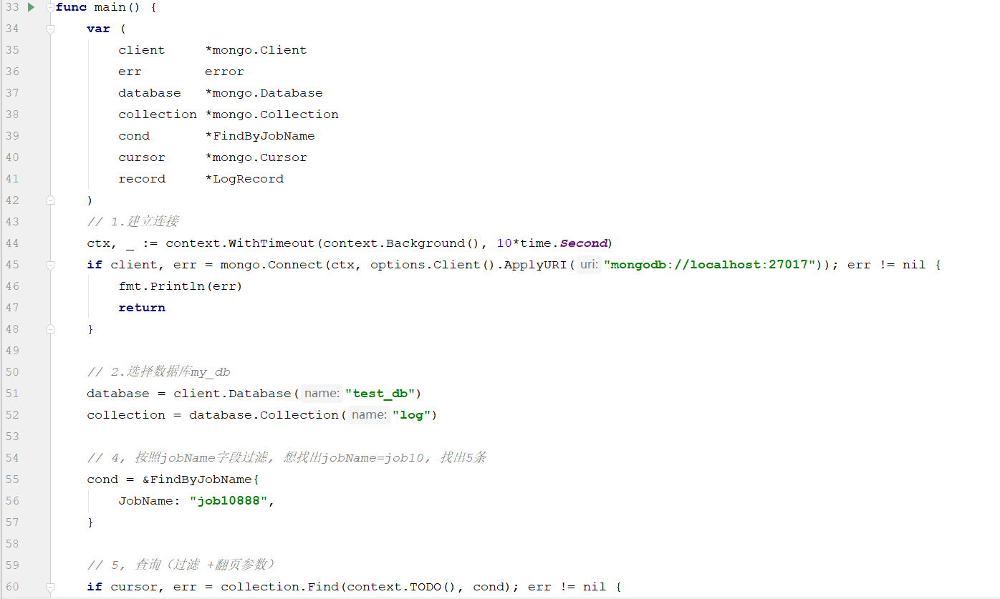 33 func main() {
34 var (
35 client *mongo.Client
36 err error
37 database *mongo.Database
38 collection *mongo.Collection
39 cond *FindByJobName
40 cursor *mongo.Cursor
41 record *LogRecord
42 )
43 // 1.建立连接
44 ctx, _ := context.WithTimeout(context.Background(), 10*time.Second)
45 if client, err = mongo.Connect(ctx, options.Client().ApplyURI( uri: "mongodb://localhost:27017")); err != nil {
46 fmt.Println(err)
47 return
48 }
49
50 // 2.选择数据库my_db
51 database = client.Database( name: "test_db")
52 collection = database.Collection( name: "log")
53
54 // 4, 按照jobName字段过滤, 想找出jobName=job10, 找出5条
55 cond = &FindByJobName{
56 JobName: "job10888",
57 }
58
59 // 5, 查询（过滤 +翻页参数）
60 if cursor, err = collection.Find(context.TODO(), cond); err != nil {